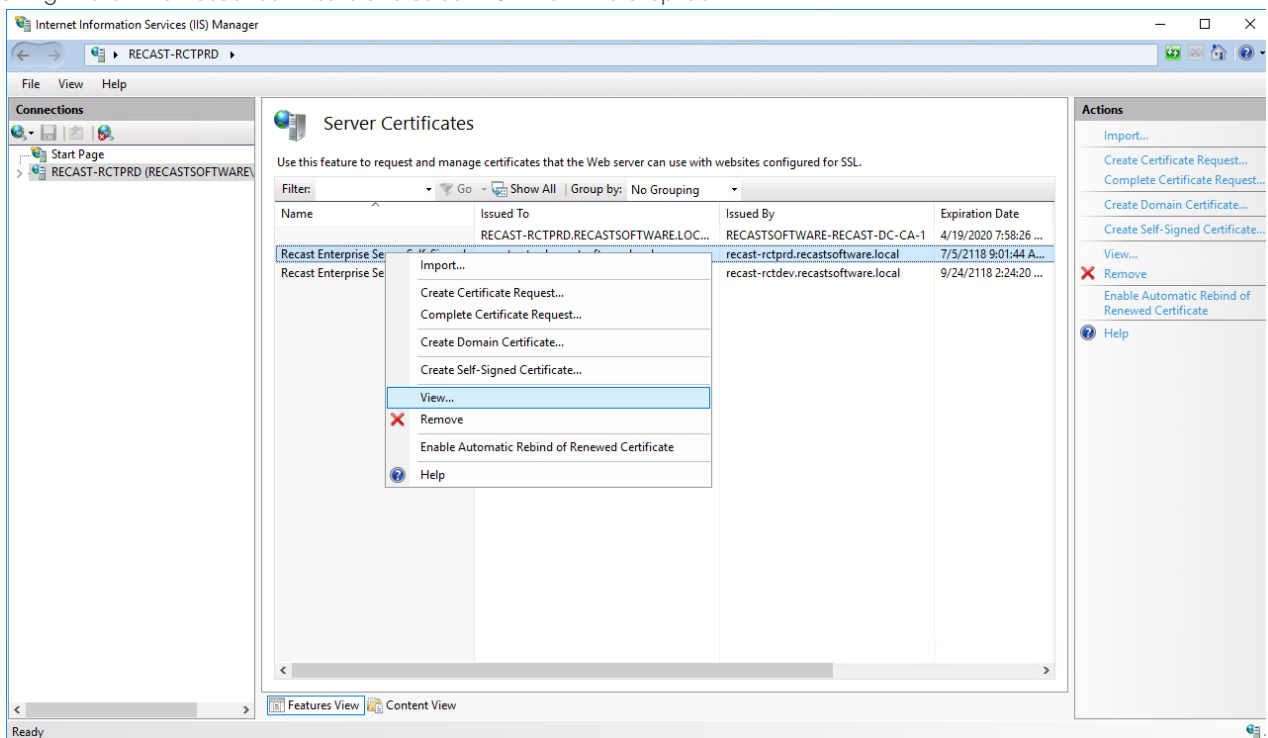 Internet Information Services (IIS) Manager
RECAST-RCTPRD
File View Help
Connections
Start Page
RECAST-RCTPRD (RECASTSOFTWARE\
Server Certificates
Use this feature to request and manage certificates that the Web server can use with websites configured for SSL.
Filter: Go Show All Group by: No Grouping
Name Issued To Issued By Expiration Date
RECAST-RCTPRD.RECASTSOFTWARE.LOC... RECASTSOFTWARE-RECAST-DC-CA-1 4/19/2020 7:58:26 ...
Recast Enterprise Se recast-rctprd.recastsoftware.local 7/5/2118 9:01:44 A...
Recast Enterprise Se recast-rctdev.recastsoftware.local 9/24/2118 2:24:20 ...
Import...
Create Certificate Request...
Complete Certificate Request...
Create Domain Certificate...
Create Self-Signed Certificate...
View...
Remove
Enable Automatic Rebind of Renewed Certificate
Help
Features View Content View
Actions
Import...
Create Certificate Request...
Complete Certificate Request...
Create Domain Certificate...
Create Self-Signed Certificate...
View...
Remove
Enable Automatic Rebind of
Renewed Certificate
Help
Ready